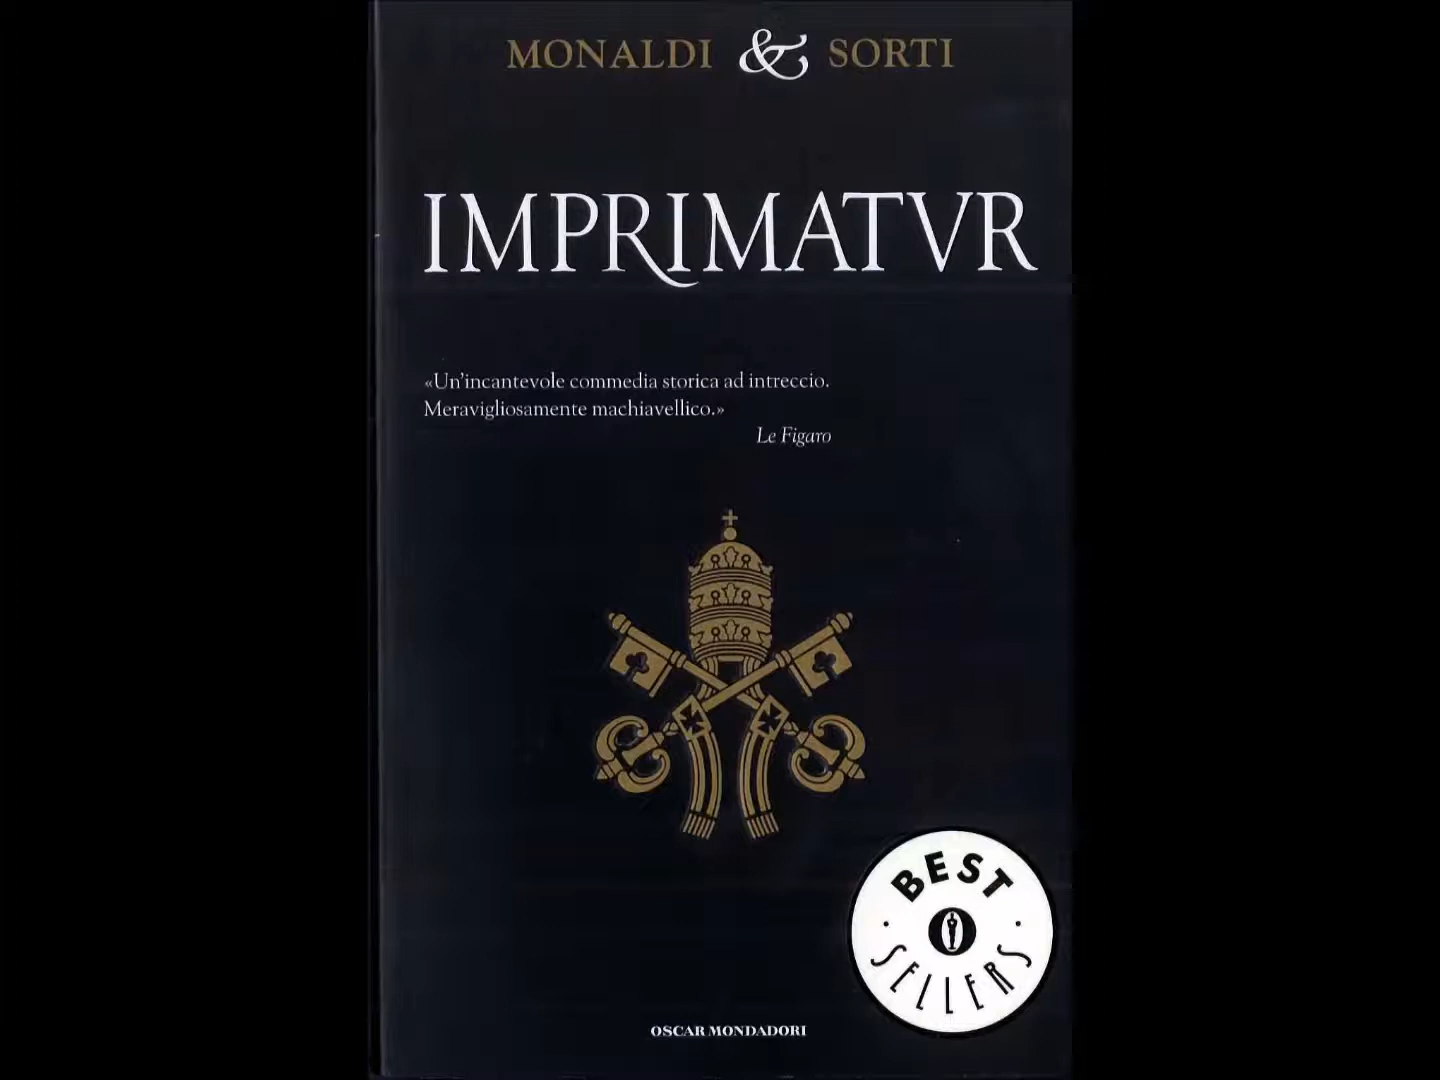 MONALDI & SORTI
IMPRIMATVR
«Un'incantevole commedia storica ad intreccio.
Meravigliosamente machiavellico.»
Le Figaro
BEST
SELLERS
OSCAR MONDADORI